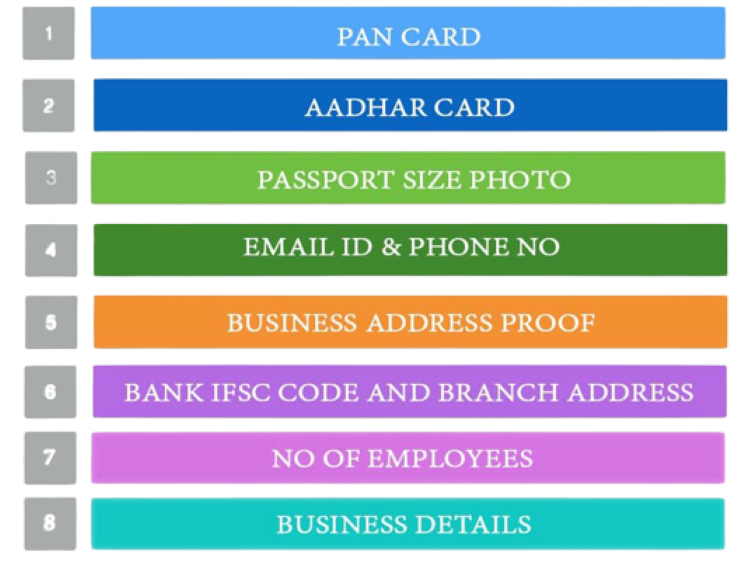 1 PAN CARD
2 AADHAR CARD
3 PASSPORT SIZE PHOTO
4 EMAIL ID & PHONE NO
5 BUSINESS ADDRESS PROOF
6 BANK IFSC CODE AND BRANCH ADDRESS
7 NO OF EMPLOYEES
8 BUSINESS DETAILS